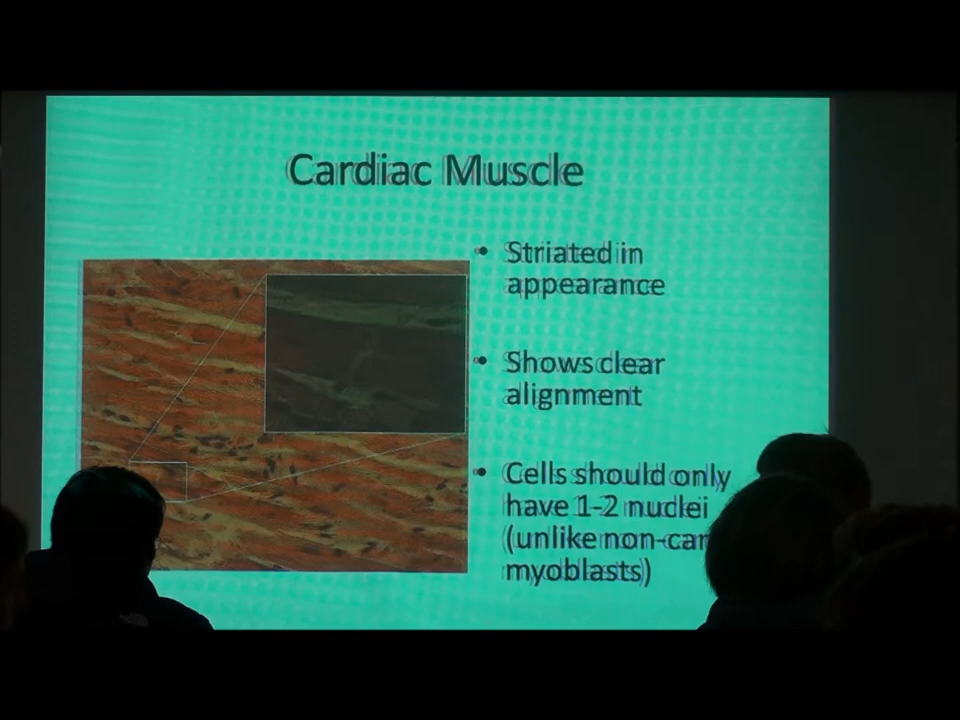 Cardiac Muscle
• Striated in
appearance
• Shows clear
alignment
• Cells should only
have 1-2 nuclei
(unlike non-car
myoblasts)